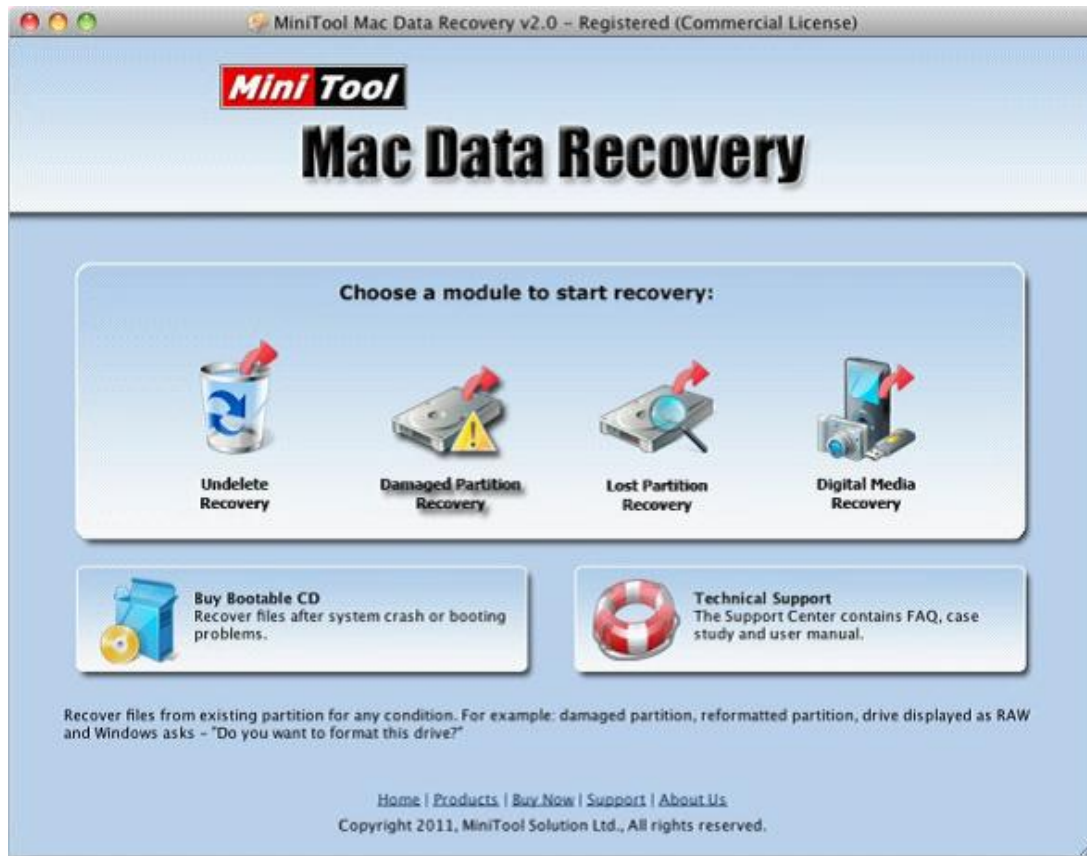 MiniTool Mac Data Recovery v2.0 – Registered (Commercial License)
Mini Tool
Mac Data Recovery
Choose a module to start recovery:
Undelete
Recovery
Damaged Partition
Recovery
Lost Partition
Recovery
Digital Media
Recovery
Buy Bootable CD
Recover files after system crash or booting
problems.
Technical Support
The Support Center contains FAQ, case
study and user manual.
Recover files from existing partition for any condition. For example: damaged partition, reformatted partition, drive displayed as RAW
and Windows asks – "Do you want to format this drive?"
Home | Products | Buy Now | Support | About Us
Copyright 2011, MiniTool Solution Ltd., All rights reserved.